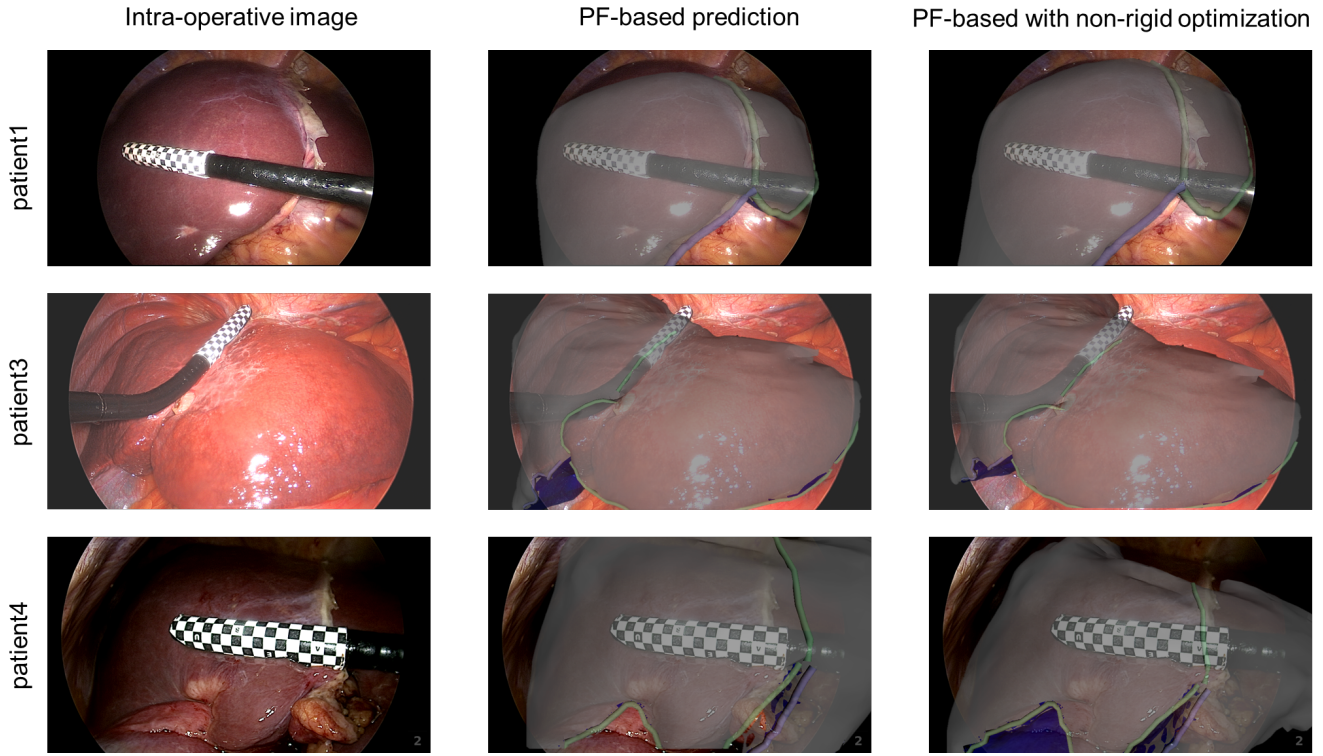 Intra-operative image
PF-based prediction
PF-based with non-rigid optimization
patient1
patient3
patient4
2
2
2